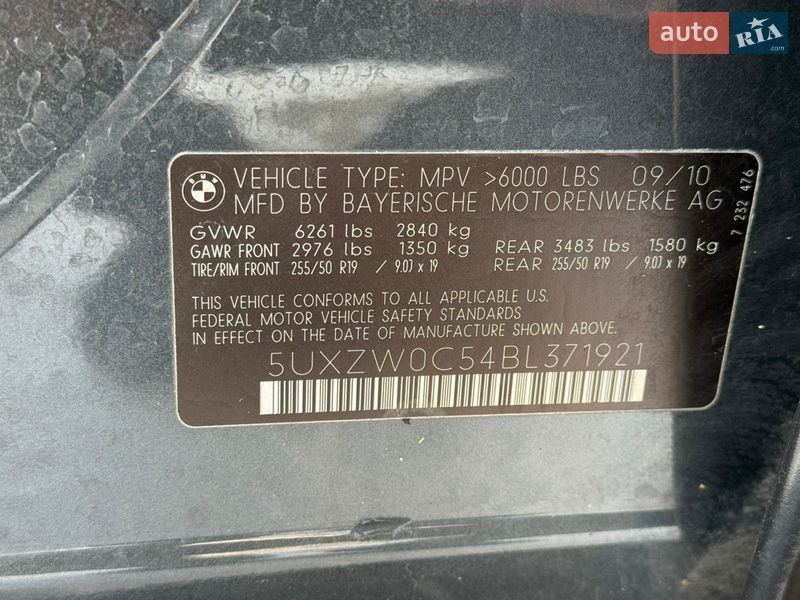 auto RIA
.com
BMW
VEHICLE TYPE: MPV >6000 LBS 09/10
MFD BY BAYERISCHE MOTORENWERKE AG
GVWR 6261 lbs 2840 kg
GAWR FRONT 2976 lbs 1350 kg REAR 3483 lbs 1580 kg
TIRE/RIM FRONT 255/50 R19 / 9.0J x 19 REAR 255/50 R19 / 9.0J x 19
THIS VEHICLE CONFORMS TO ALL APPLICABLE U.S.
FEDERAL MOTOR VEHICLE SAFETY STANDARDS
IN EFFECT ON THE DATE OF MANUFACTURE SHOWN ABOVE.
5UXZW0C54BL371921
7 232 476